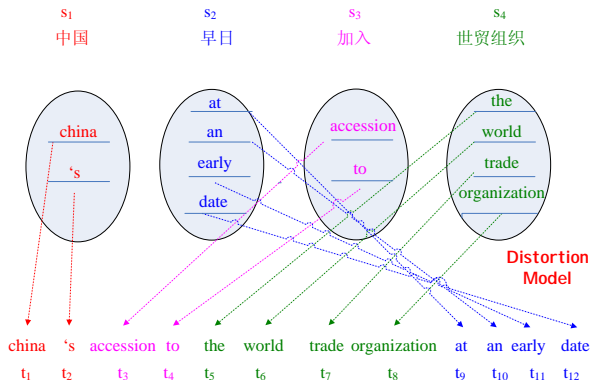 s1 s2 s3 s4
中国 早日 加入 世贸组织
at the
an accession world
china early trade
‘s to organization
date
Distortion
Model
china ‘s accession to the world trade organization at an early date
t1 t2 t3 t4 t5 t6 t7 t8 t9 t10 t11 t12